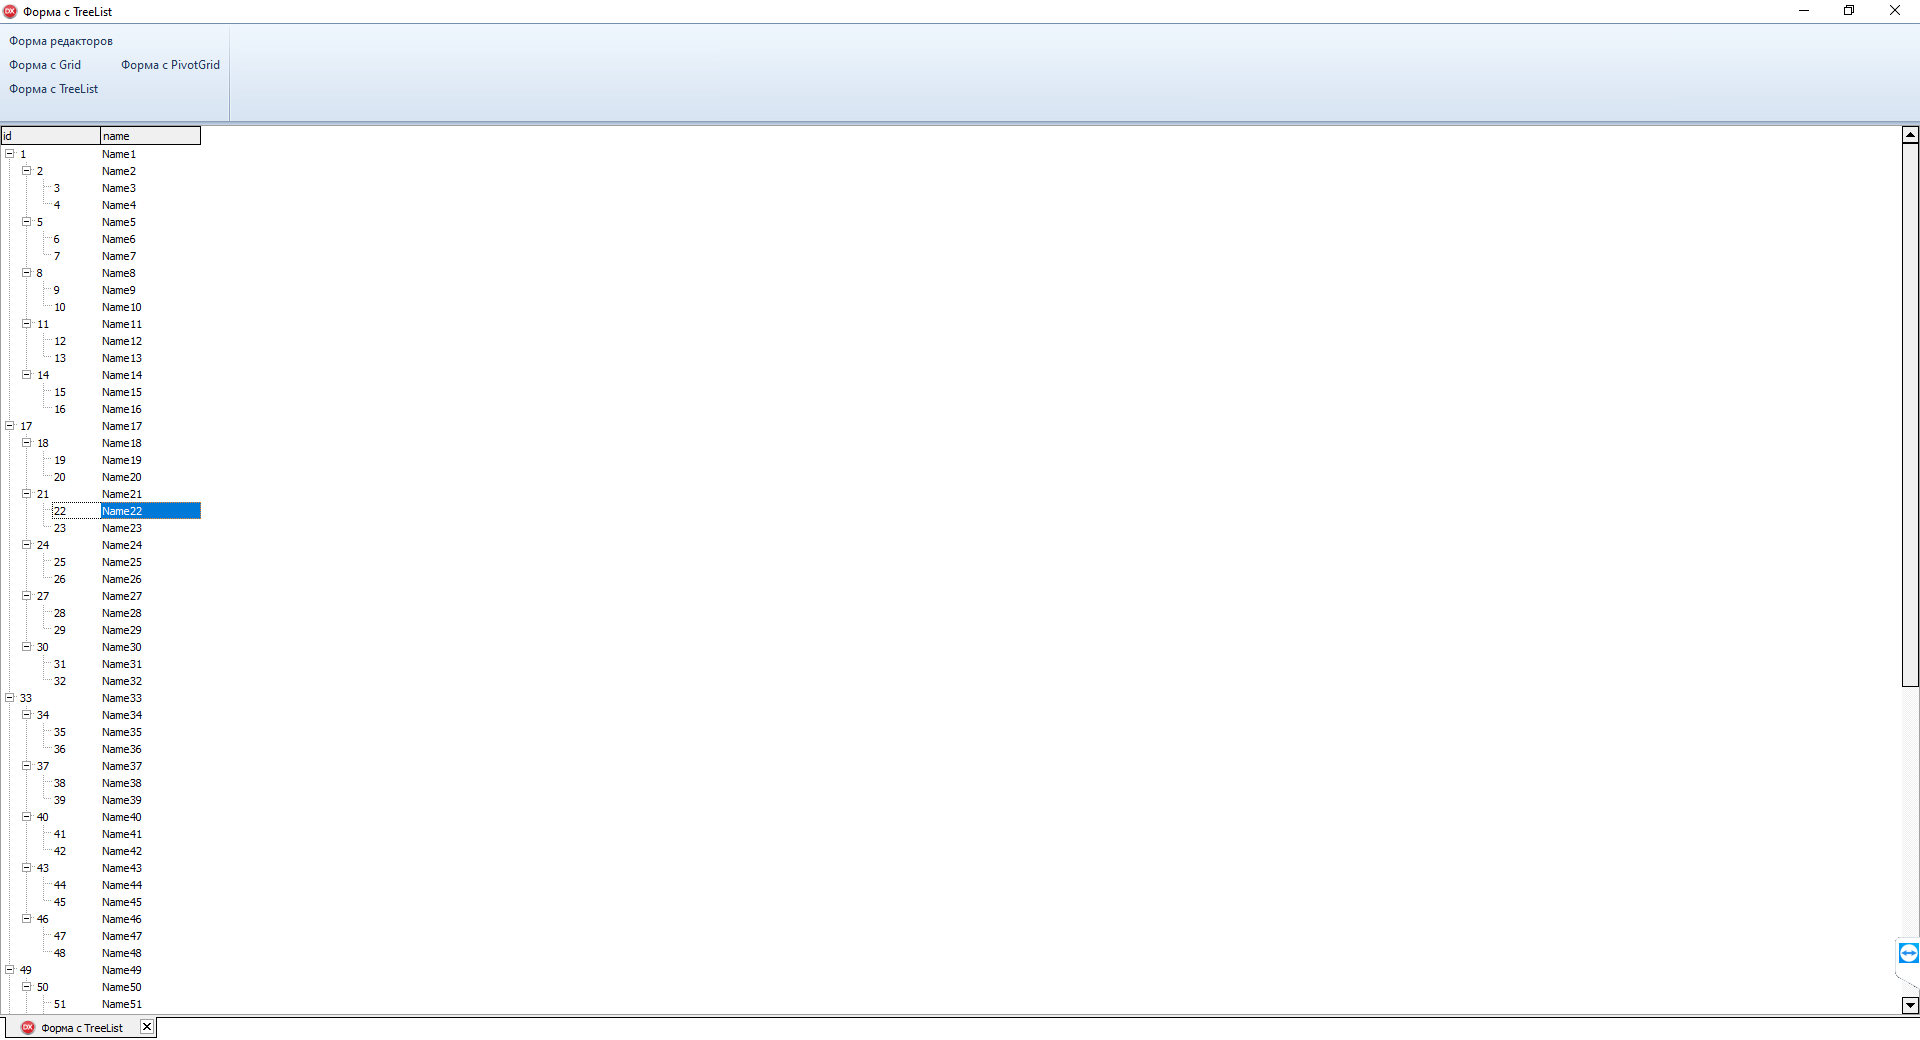 DX Форма с TreeList
Форма редакторов
Форма с Grid Форма с PivotGrid
Форма с TreeList
id name
1 Name1
2 Name2
3 Name3
4 Name4
5 Name5
6 Name6
7 Name7
8 Name8
9 Name9
10 Name10
11 Name11
12 Name12
13 Name13
14 Name14
15 Name15
16 Name16
17 Name17
18 Name18
19 Name19
20 Name20
21 Name21
22 Name22
23 Name23
24 Name24
25 Name25
26 Name26
27 Name27
28 Name28
29 Name29
30 Name30
31 Name31
32 Name32
33 Name33
34 Name34
35 Name35
36 Name36
37 Name37
38 Name38
39 Name39
40 Name40
41 Name41
42 Name42
43 Name43
44 Name44
45 Name45
46 Name46
47 Name47
48 Name48
49 Name49
50 Name50
51 Name51
DX Форма с TreeList